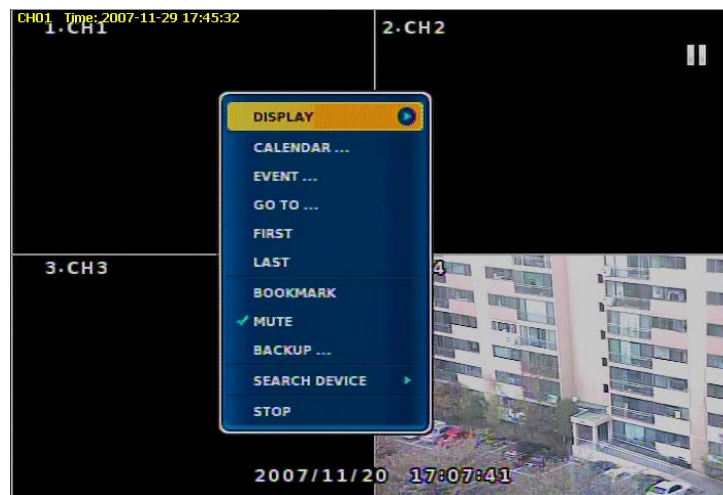 CH01 Time: 2007-11-29 17:45:32
1.CH1
2.CH2
DISPLAY
CALENDAR ...
EVENT ...
GO TO ...
FIRST
LAST
3.CH3
4
BOOKMARK
MUTE
BACKUP ...
SEARCH DEVICE
STOP
2007/11/20 17:07:41